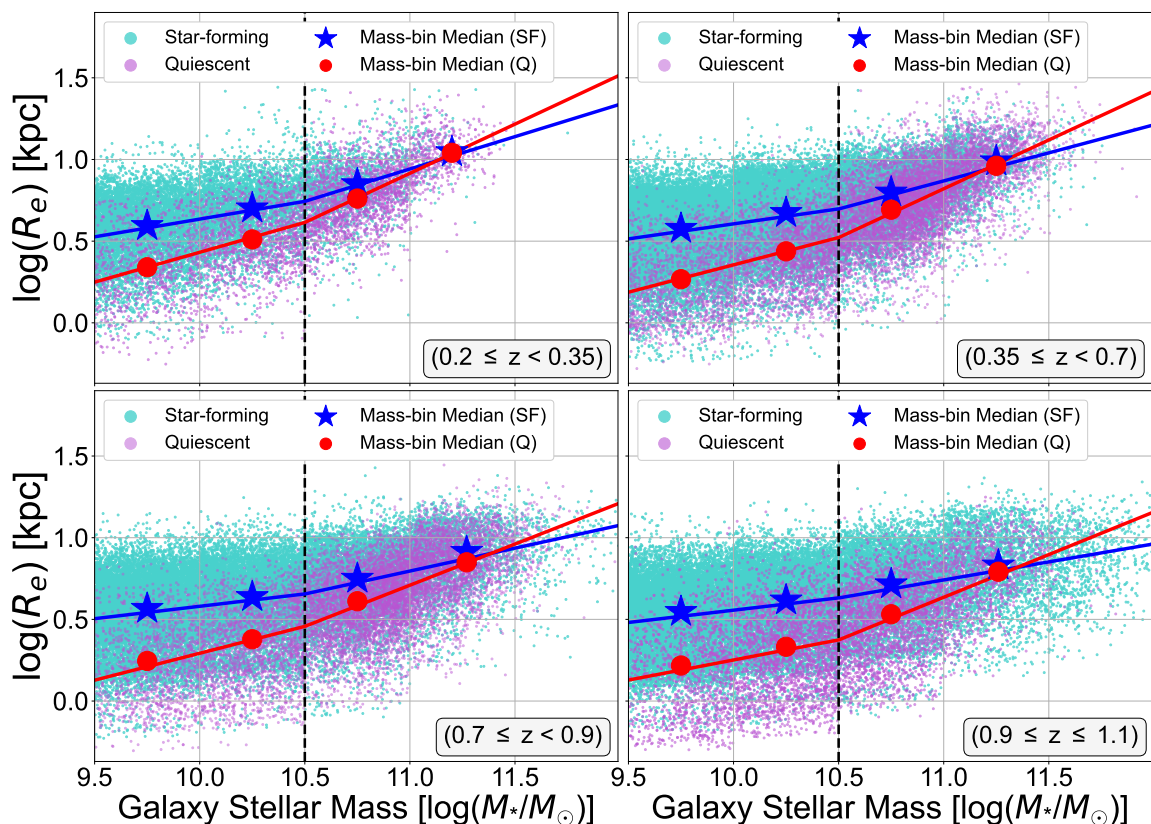 Star-forming
Quiescent
Mass-bin Median (SF)
Mass-bin Median (Q)
(0.2 ≤ z < 0.35)
log(Rₑ) [kpc]
1.5
1.0
0.5
0.0
Star-forming
Quiescent
Mass-bin Median (SF)
Mass-bin Median (Q)
(0.35 ≤ z < 0.7)
Star-forming
Quiescent
Mass-bin Median (SF)
Mass-bin Median (Q)
(0.7 ≤ z < 0.9)
log(Rₑ) [kpc]
1.5
1.0
0.5
0.0
9.5 10.0 10.5 11.0 11.5
Galaxy Stellar Mass [log(M*/M⊙)]
Star-forming
Quiescent
Mass-bin Median (SF)
Mass-bin Median (Q)
(0.9 ≤ z ≤ 1.1)
9.5 10.0 10.5 11.0 11.5
Galaxy Stellar Mass [log(M*/M⊙)]